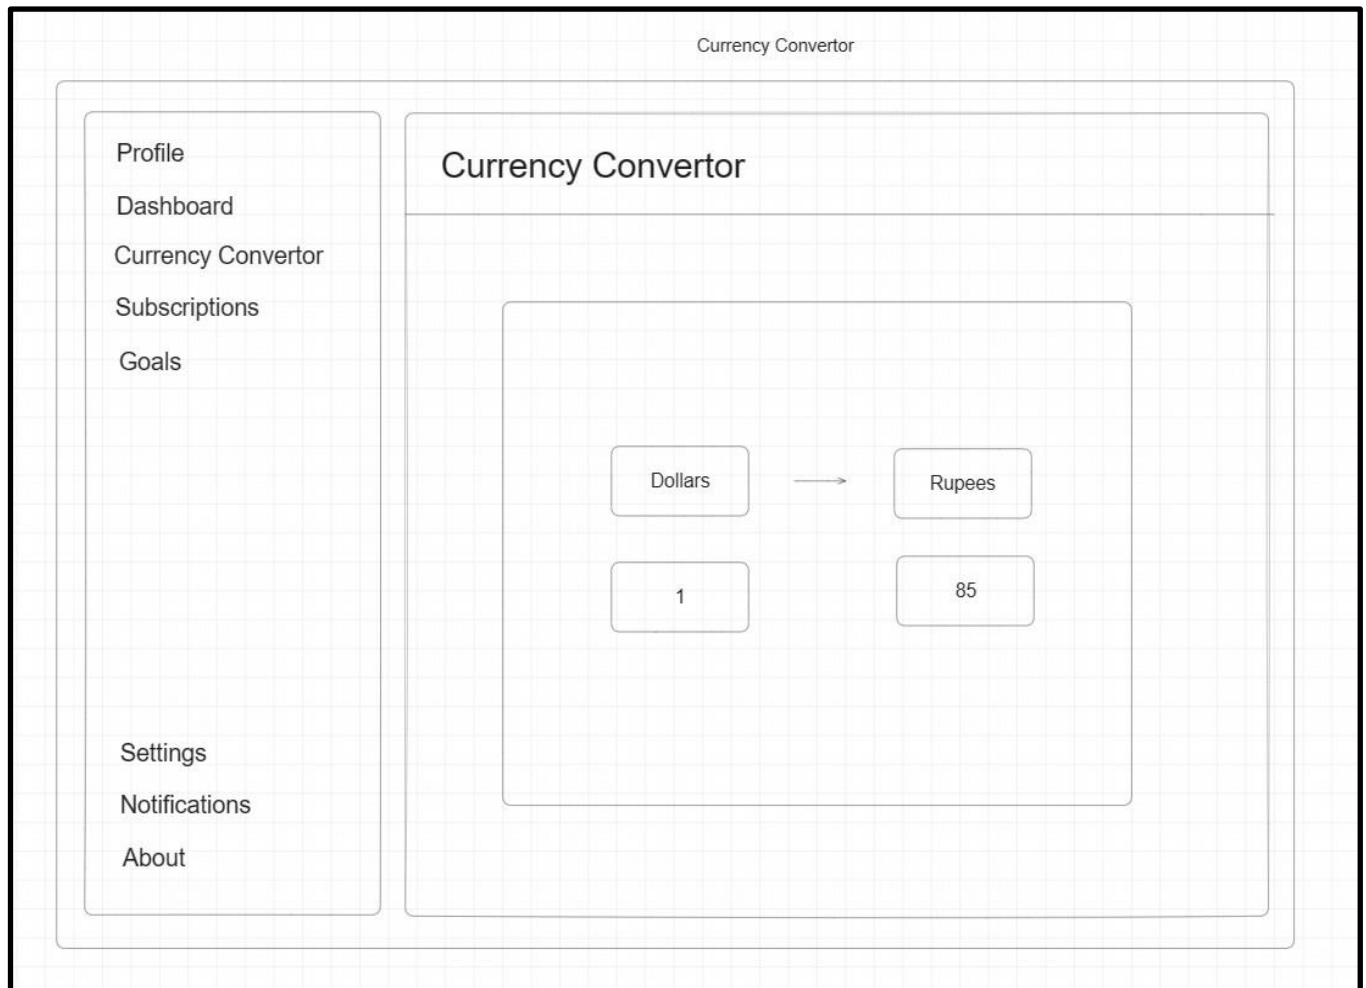 Currency Convertor
Profile
Dashboard
Currency Convertor
Subscriptions
Goals
Settings
Notifications
About
Currency Convertor
Dollars
Rupees
1
85